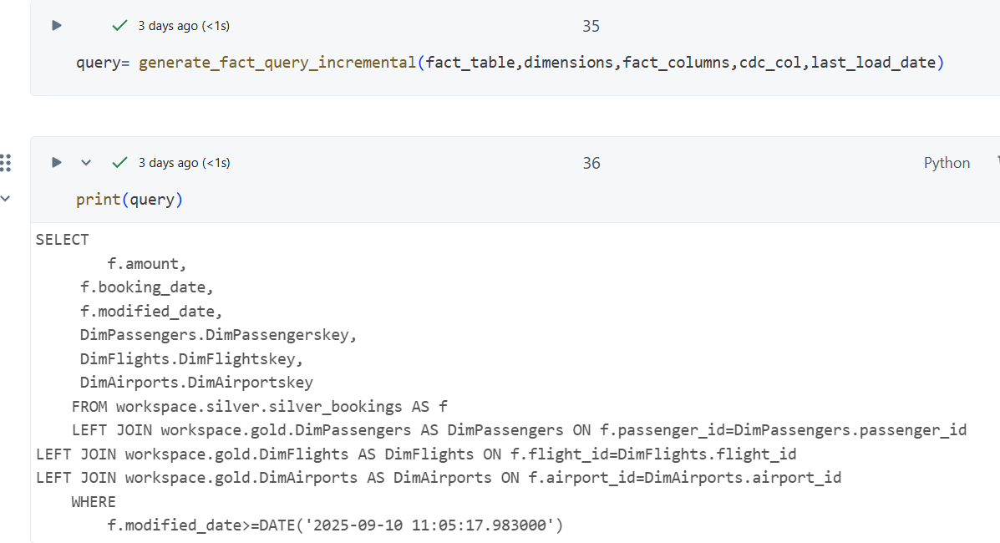 3 days ago (<1s)
35
query= generate_fact_query_incremental(fact_table,dimensions,fact_columns,cdc_col,last_load_date)
3 days ago (<1s)
36
Python
print(query)
SELECT
f.amount,
f.booking_date,
f.modified_date,
DimPassengers.DimPassengerskey,
DimFlights.DimFlightskey,
DimAirports.DimAirportskey
FROM workspace.silver.silver_bookings AS f
LEFT JOIN workspace.gold.DimPassengers AS DimPassengers ON f.passenger_id=DimPassengers.passenger_id
LEFT JOIN workspace.gold.DimFlights AS DimFlights ON f.flight_id=DimFlights.flight_id
LEFT JOIN workspace.gold.DimAirports AS DimAirports ON f.airport_id=DimAirports.airport_id
WHERE
f.modified_date>=DATE('2025-09-10 11:05:17.983000')